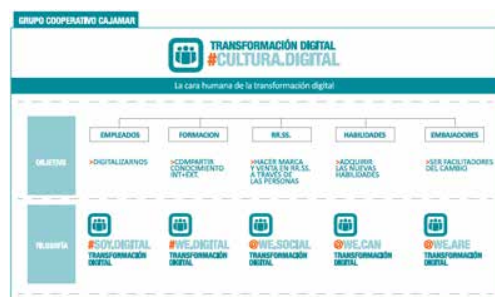 GRUPO COOPERATIVO CAJAMAR
TRANSFORMACIÓN DIGITAL
#CULTURA.DIGITAL
La cara humana de la transformación digital
EMPLEADOS
FORMACION
RR.SS.
HABILIDADES
EMBAJADORES
OBJETIVO
>DIGITALIZARNOS
>COMPARTIR
CONOCIMIENTO
INT+EXT.
>HACER MARCA
Y VENTA EN RR.SS.
A TRAVÉS DE
LAS PERSONAS
>ADQUIRIR
LAS NUEVAS
HABILIDADES
>SER FACILITADORES
DEL CAMBIO
FILOSOFÍA
#SOY.DIGITAL
TRANSFORMACIÓN
DIGITAL
#WE.DIGITAL
TRANSFORMACIÓN
DIGITAL
@WE.SOCIAL
TRANSFORMACIÓN
DIGITAL
@WE.CAN
TRANSFORMACIÓN
DIGITAL
@WE.ARE
TRANSFORMACIÓN
DIGITAL